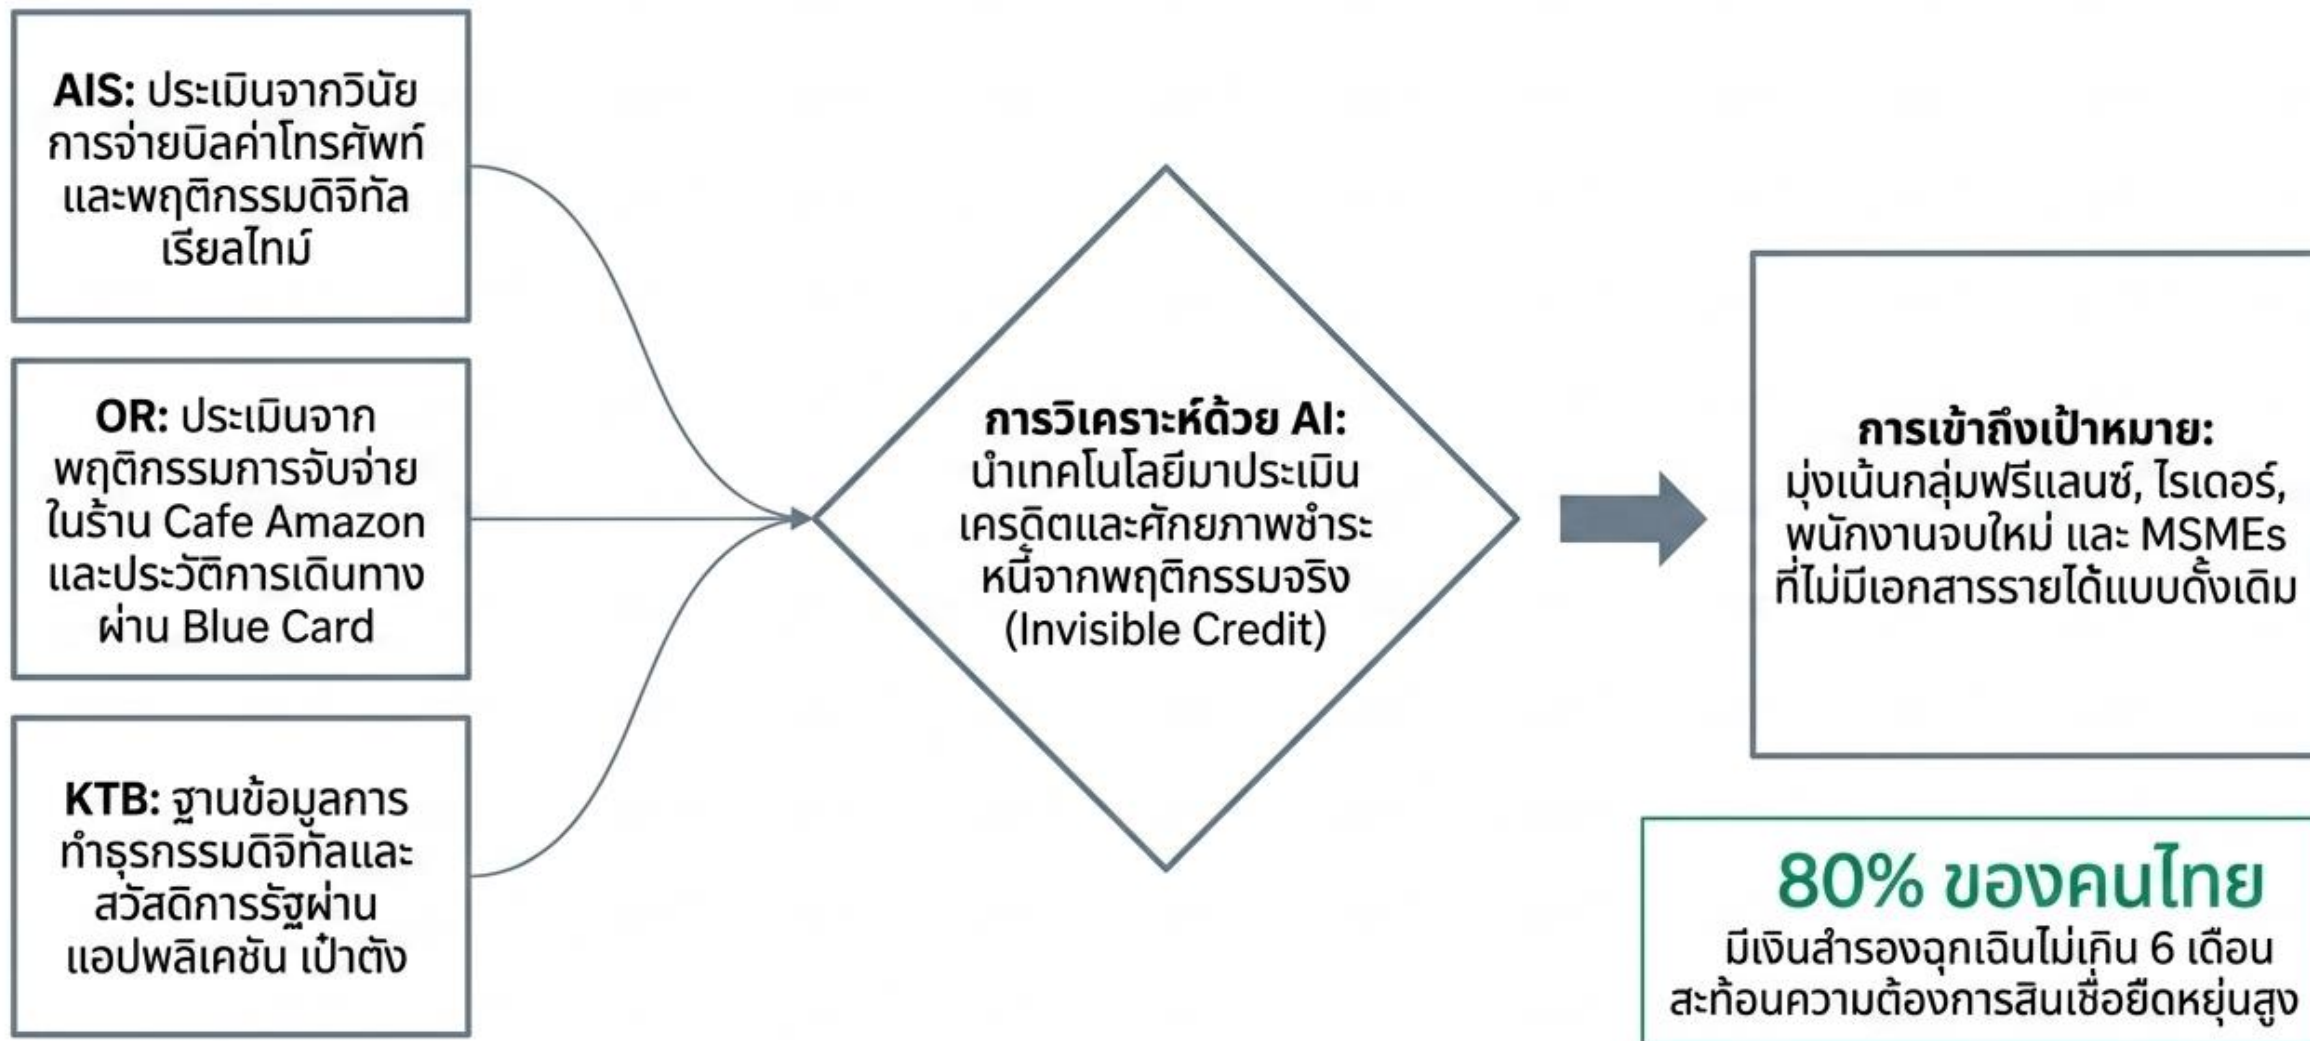 AIS: ประเมินจากวินัย
การจ่ายบิลค่าโทรศัพท์
และพฤติกรรมดิจิทัล
เรียลไทม์
OR: ประเมินจาก
พฤติกรรมการจับจ่าย
ในร้าน Cafe Amazon
และประวัติการเดินทาง
ผ่าน Blue Card
KTB: ฐานข้อมูลการ
ทำธุรกรรมดิจิทัลและ
สวัสดิการรัฐผ่าน
แอปพลิเคชัน เป๋าตัง
การวิเคราะห์ด้วย AI:
นำเทคโนโลยีมาประเมิน
เครดิตและศักยภาพชำระ
หนี้จากพฤติกรรมจริง
(Invisible Credit)
การเข้าถึงเป้าหมาย:
มุ่งเน้นกลุ่มฟรีแลนซ์, ไรเดอร์,
พนักงานจบใหม่ และ MSMEs
ที่ไม่มีเอกสารรายได้แบบดั้งเดิม
80% ของคนไทย
มีเงินสำรองฉุกเฉินไม่เกิน 6 เดือน
สะท้อนความต้องการสินเชื่อยืดหยุ่นสูง